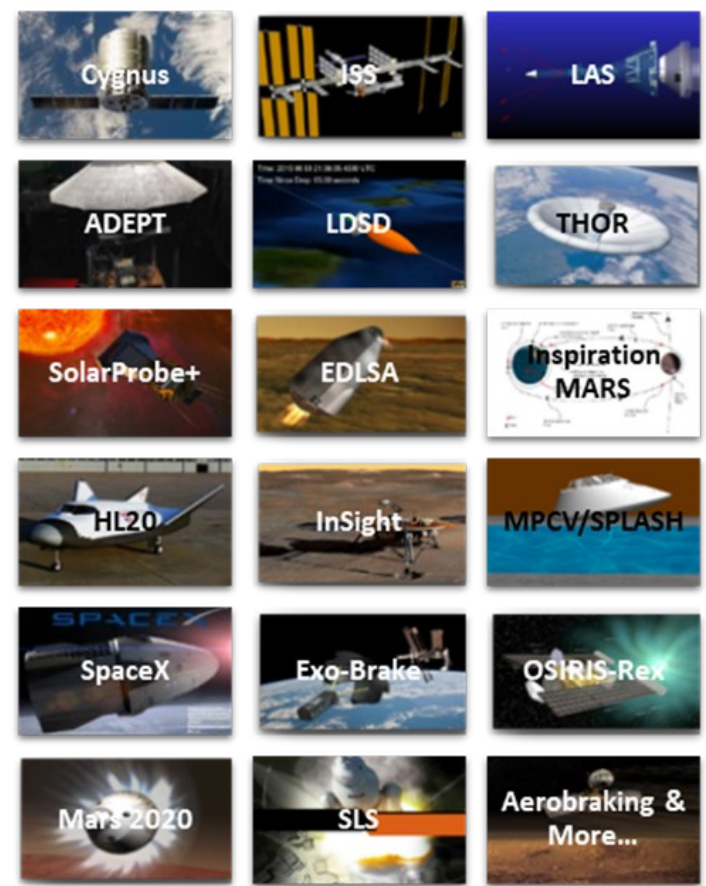 Cygnus
ISS
LAS
ADEPT
LDSD
THOR
SolarProbe+
EDLSA
Inspiration
MARS
HL20
InSight
MPCV/SPLASH
SPACEX
SpaceX
Exo-Brake
OSIRIS-Rex
Mars 2020
SLS
Aerobraking &
More...